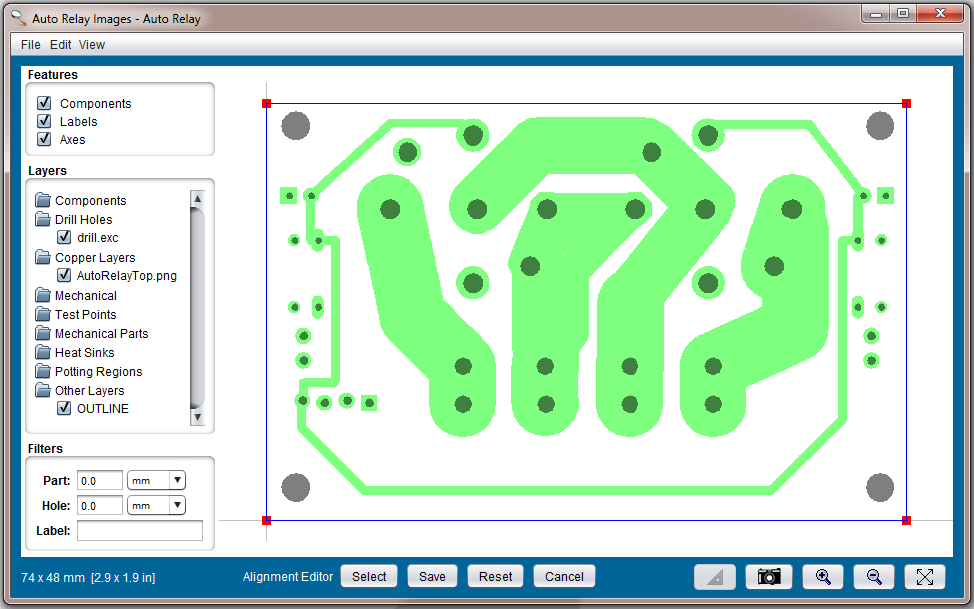 Auto Relay Images - Auto Relay
File Edit View
Features
Components
Labels
Axes
Layers
Components
Drill Holes
drill.exc
Copper Layers
AutoRelayTop.png
Mechanical
Test Points
Mechanical Parts
Heat Sinks
Potting Regions
Other Layers
OUTLINE
Filters
Part: 0.0 mm
Hole: 0.0 mm
Label:
74 x 48 mm [2.9 x 1.9 in] Alignment Editor Select Save Reset Cancel